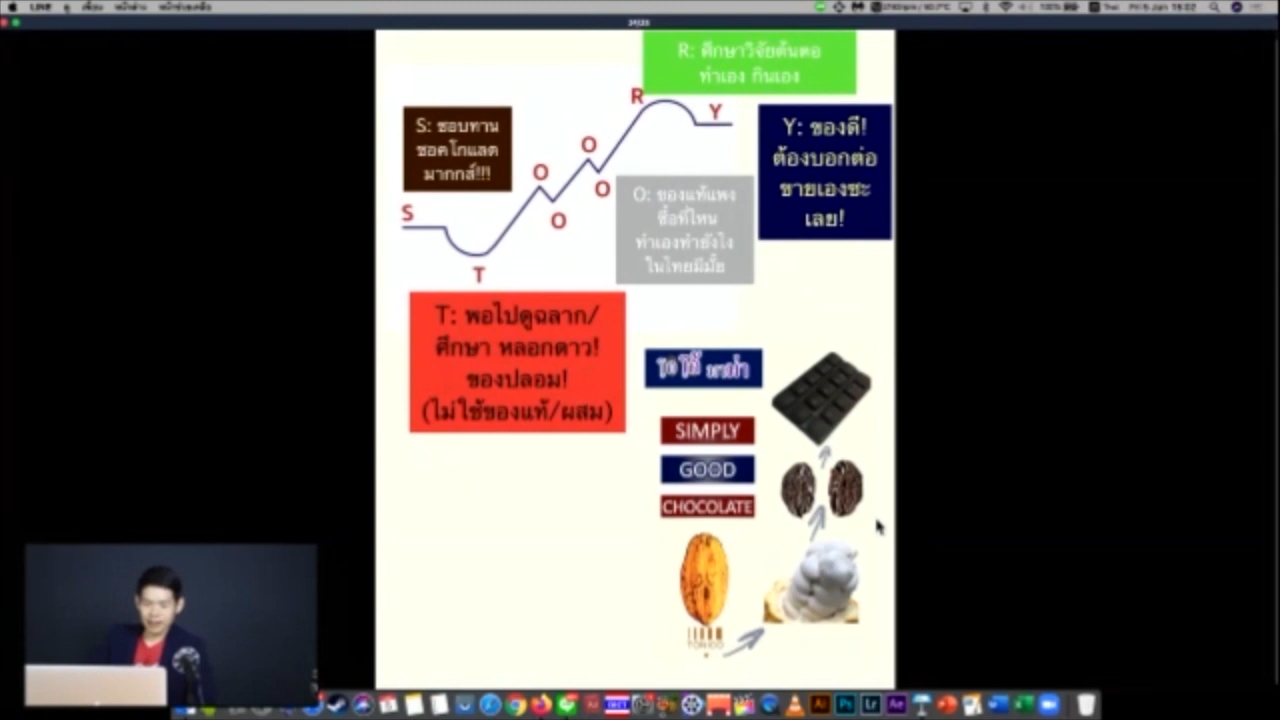 LINE
R: ศึกษาวิจัยต้นตอ
ทำเอง กินเอง
R
Y
S: ชอบทาน
ชอคโกแลต
มากกส์!!!
Y: ของดี!
ต้องบอกต่อ
ขายเองซะ
เลย!
O
O
O
O
S
T
O: ของแท้แพง
ซื้อที่ไหน
ทำเองทำยังไง
ในไทยมีมั้ย
T: พอไปดูฉลาก/
ศึกษา หลอกดาว!
ของปลอม!
(ไม่ใช้ของแท้/ผสม)
SIMPLY
GOOD
CHOCOLATE